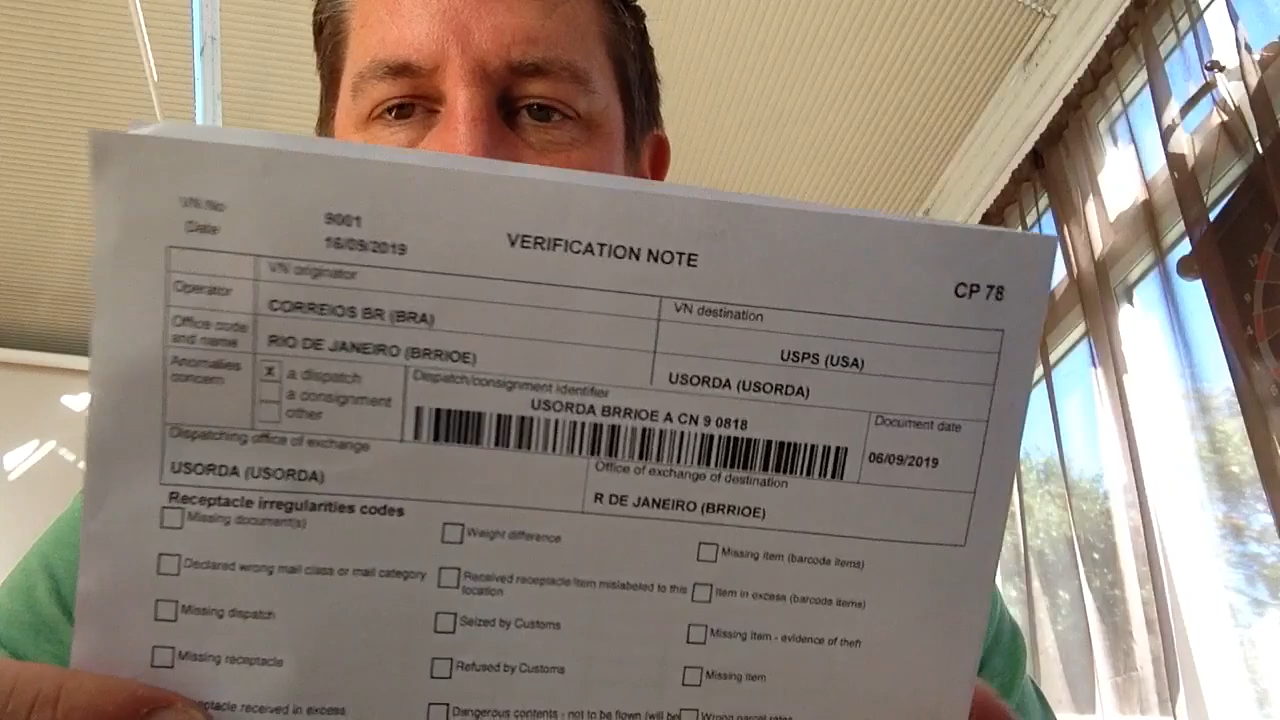 VN No 9001
Date 16/09/2019
VERIFICATION NOTE
CP 78
VN originator
VN destination
Operator
CORREIOS BR (BRA)
USPS (USA)
Office code and name
RIO DE JANEIRO (BRRIOE)
USORDA (USORDA)
Anomalies concern
x a dispatch
a consignment
other
Dispatch/consignment identifier
USORDA BRRIOE A CN 9 0818
Document date
06/09/2019
Dispatching office of exchange
USORDA (USORDA)
Office of exchange of destination
R DE JANEIRO (BRRIOE)
Receptacle irregularities codes
Missing document(s)
Weight difference
Missing item (barcode items)
Declared wrong mail class or mail category
Received receptacle/item mislabeled to this
location
Item in excess (barcode items)
Missing dispatch
Seized by Customs
Missing item - evidence of theft
Missing receptacle
Refused by Customs
Missing item
received in excess
Dangerous contents - not to be flown (will be
Wrong parcel rates